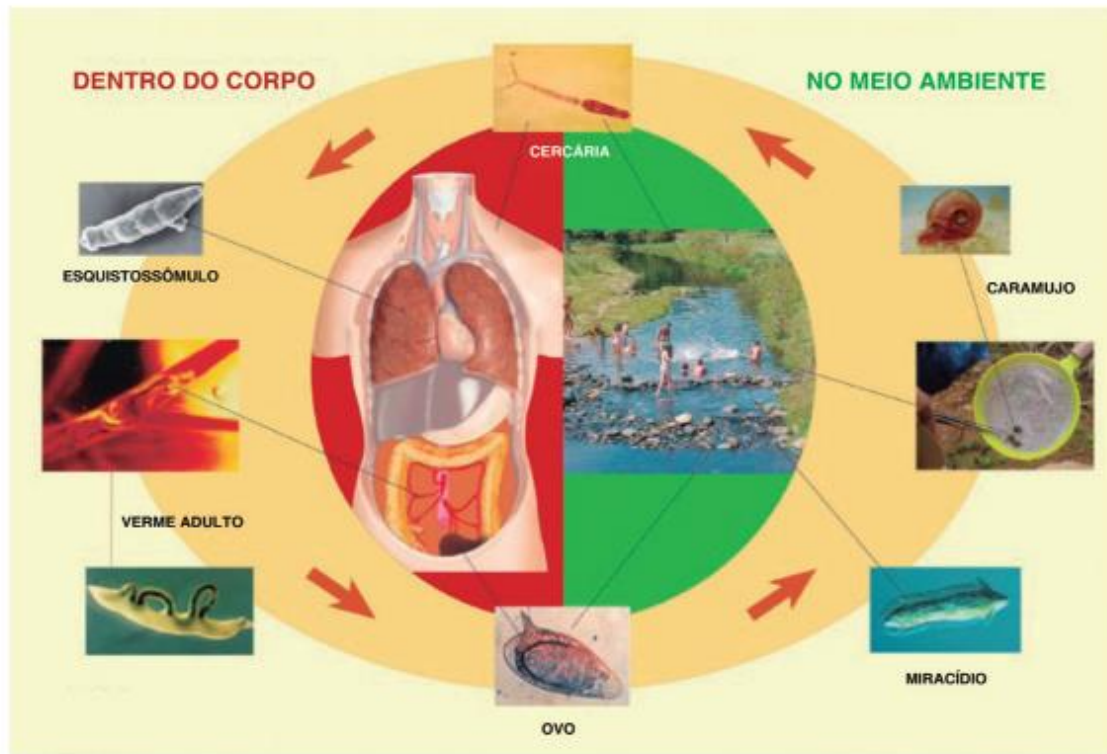 DENTRO DO CORPO
NO MEIO AMBIENTE
CERCÁRIA
ESQUISTOSSÔMULO
CARAMUJO
VERME ADULTO
MIRACÍDIO
OVO